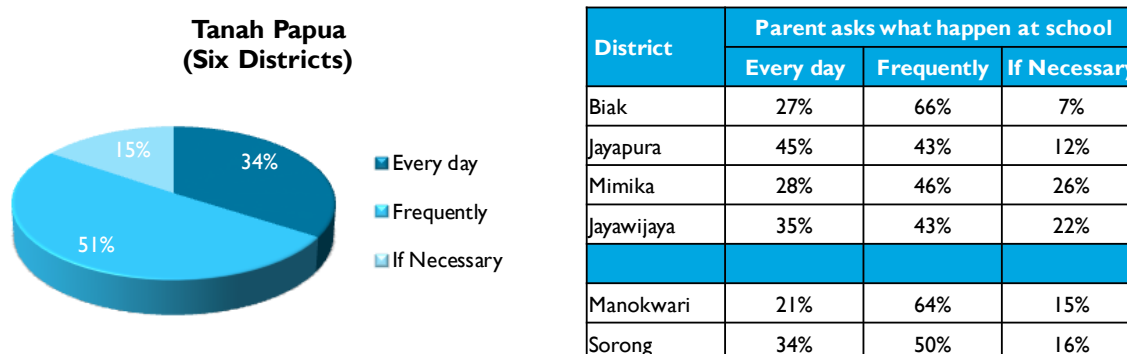 Tanah Papua
(Six Districts)
15%
34%
51%
Every day
Frequently
If Necessary
District Parent asks what happen at school
Every day Frequently If Necessary
Biak 27% 66% 7%
Jayapura 45% 43% 12%
Mimika 28% 46% 26%
Jayawijaya 35% 43% 22%
Manokwari 21% 64% 15%
Sorong 34% 50% 16%